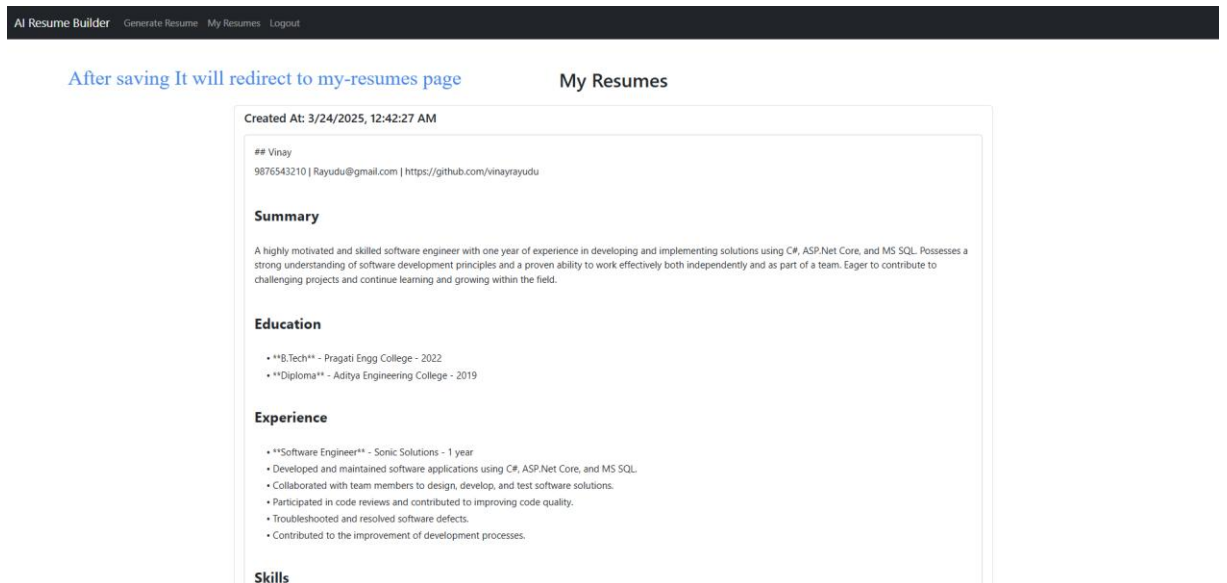 AI Resume Builder Generate Resume My Resumes Logout
After saving It will redirect to my-resumes page
My Resumes
Created At: 3/24/2025, 12:42:27 AM
## Vinay
9876543210 | Rayudu@gmail.com | https://github.com/vinayrayudu
Summary
A highly motivated and skilled software engineer with one year of experience in developing and implementing solutions using C#, ASP.Net Core, and MS SQL. Possesses a
strong understanding of software development principles and a proven ability to work effectively both independently and as part of a team. Eager to contribute to
challenging projects and continue learning and growing within the field.
Education
• **B.Tech** - Pragati Engg College - 2022
• **Diploma** - Aditya Engineering College - 2019
Experience
• **Software Engineer** - Sonic Solutions - 1 year
• Developed and maintained software applications using C#, ASP.Net Core, and MS SQL.
• Collaborated with team members to design, develop, and test software solutions.
• Participated in code reviews and contributed to improving code quality.
• Troubleshooted and resolved software defects.
• Contributed to the improvement of development processes.
Skills